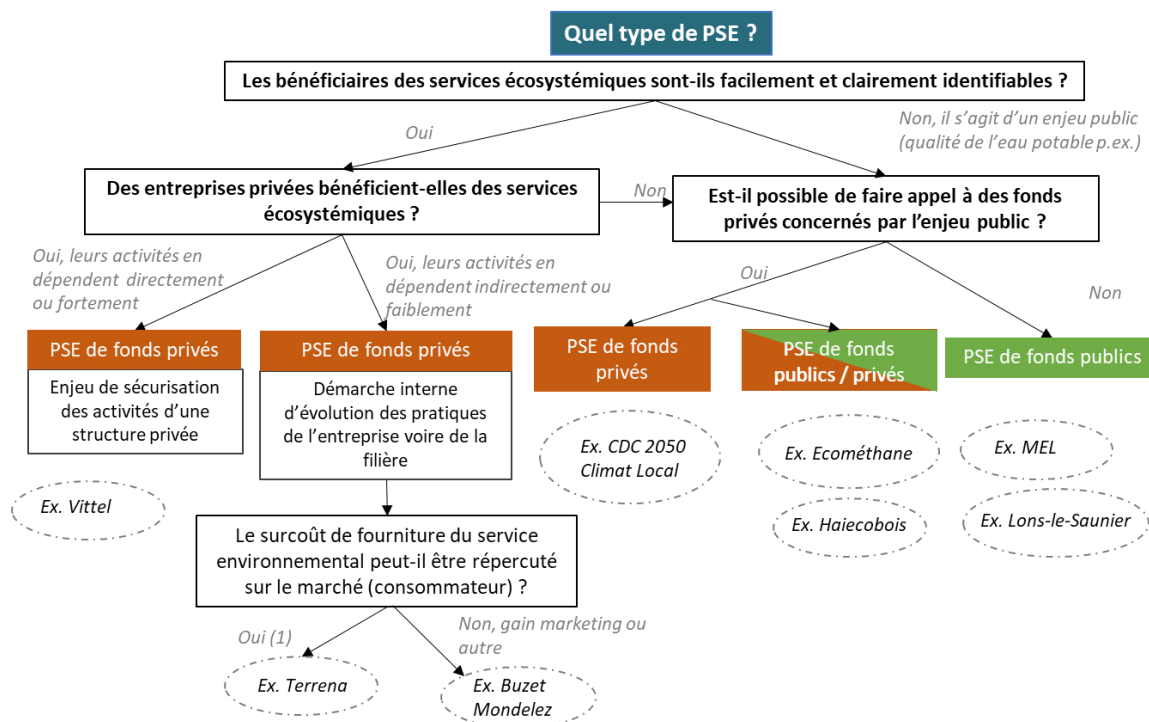 Quel type de PSE ?
Les bénéficiaires des services écosystémiques sont-ils facilement et clairement identifiables ?
Oui
Non, il s’agit d’un enjeu public
(qualité de l’eau potable p.ex.)
Des entreprises privées bénéficient-elles des services
écosystémiques ?
Non
Est-il possible de faire appel à des fonds
privés concernés par l’enjeu public ?
Oui, leurs activités en
dépendent directement
ou fortement
Oui, leurs activités en
dépendent indirectement ou
faiblement
Oui
Non
PSE de fonds privés
Enjeu de sécurisation
des activités d’une
structure privée
PSE de fonds privés
Démarche interne
d’évolution des pratiques
de l’entreprise voire de la
filière
PSE de fonds
privés
PSE de fonds
publics / privés
PSE de fonds publics
Ex. Vittel
Ex. CDC 2050
Climat Local
Ex. Ecométhane
Ex. Haiecobois
Ex. MEL
Ex. Lons-le-Saunier
Le surcoût de fourniture du service
environnemental peut-il être répercuté
sur le marché (consommateur) ?
Oui (1)
Non, gain marketing ou
autre
Ex. Terrena
Ex. Buzet
Mondelez